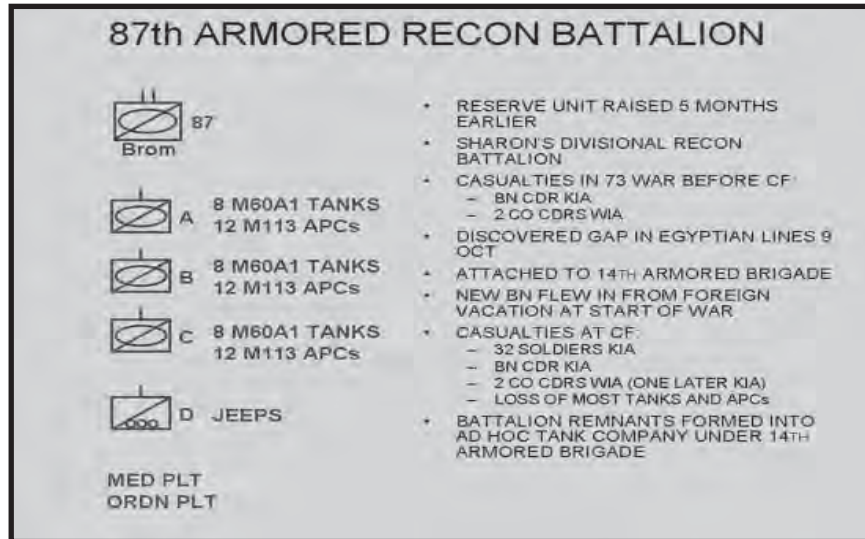 87th ARMORED RECON BATTALION
87
Brom
A 8 M60A1 TANKS
12 M113 APCs
B 8 M60A1 TANKS
12 M113 APCs
C 8 M60A1 TANKS
12 M113 APCs
D JEEPS
MED PLT
ORDN PLT
• RESERVE UNIT RAISED 5 MONTHS
EARLIER
• SHARON'S DIVISIONAL RECON
BATTALION
• CASUALTIES IN 73 WAR BEFORE CF:
– BN CDR KIA
– 2 CO CDRS WIA
• DISCOVERED GAP IN EGYPTIAN LINES 9
OCT
• ATTACHED TO 14TH ARMORED BRIGADE
• NEW BN FLEW IN FROM FOREIGN
VACATION AT START OF WAR
• CASUALTIES AT CF:
– 32 SOLDIERS KIA
– BN CDR KIA
– 2 CO CDRS WIA (ONE LATER KIA)
– LOSS OF MOST TANKS AND APCs
• BATTALION REMNANTS FORMED INTO
AD HOC TANK COMPANY UNDER 14TH
ARMORED BRIGADE